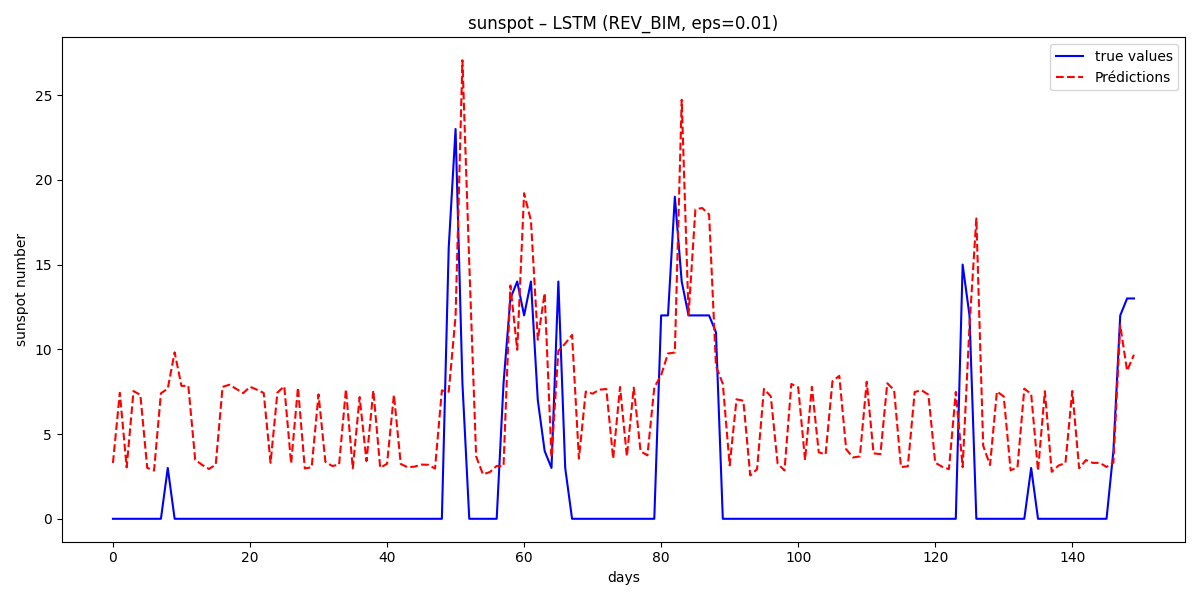 sunspot – LSTM (REV_BIM, eps=0.01)
true values
Prédictions
25
20
15
10
5
0
sunspot number
0 20 40 60 80 100 120 140
days